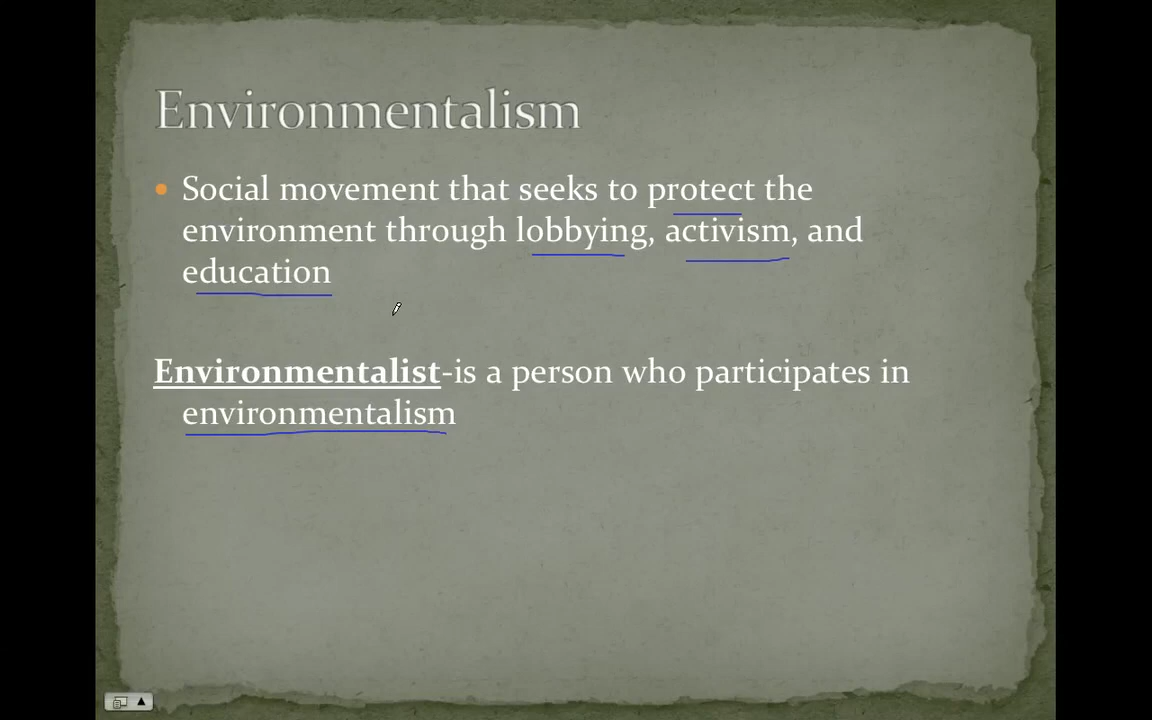 Environmentalism
• Social movement that seeks to protect the
environment through lobbying, activism, and
education
Environmentalist-is a person who participates in
environmentalism